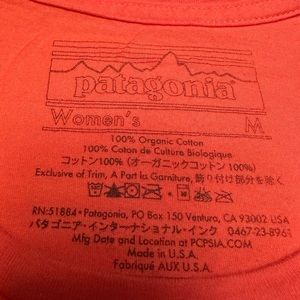 patagonia
Women's M
100% Organic Cotton
100% Coton de Culture Biologique
コットン100% (オーガニックコットン100%)
Exclusive of Trim, A Part La Garniture, 飾り付け部分を除く
RN: 51884 • Patagonia, PO Box 150 Ventura, CA 93002 USA
パタゴニア・インターナショナル・インク 0467-23-8961
Mfg Date and Location at PCPSIA.COM
Made in U.S.A.
Fabriqué AUX U.S.A.